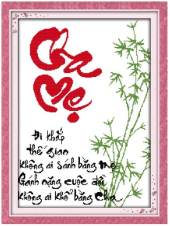 Cha
Mẹ
Đi khắp
thế gian
không ai sánh bằng mẹ
Gánh nặng cuộc đời
không ai khổ bằng cha